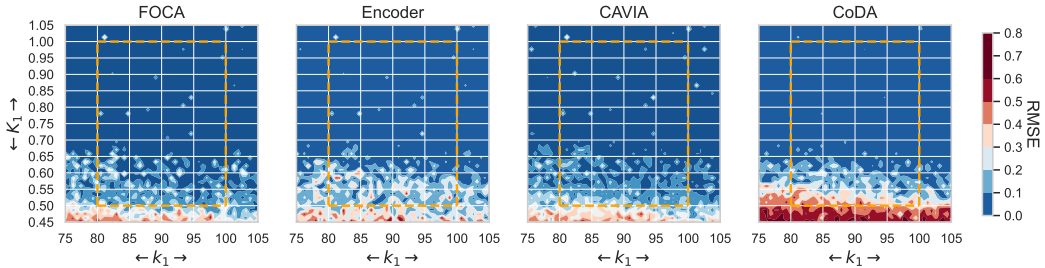 FOCA Encoder CAVIA CoDA
1.05
1.00
0.95
0.90
0.85
0.80
0.75
0.70
0.65
0.60
0.55
0.50
0.45
← K₁ →
75 80 85 90 95 100 105
75 80 85 90 95 100 105
75 80 85 90 95 100 105
75 80 85 90 95 100 105
← k₁ → ← k₁ → ← k₁ → ← k₁ →
0.8
0.7
0.6
0.5
0.4
0.3
0.2
0.1
0.0
RMSE